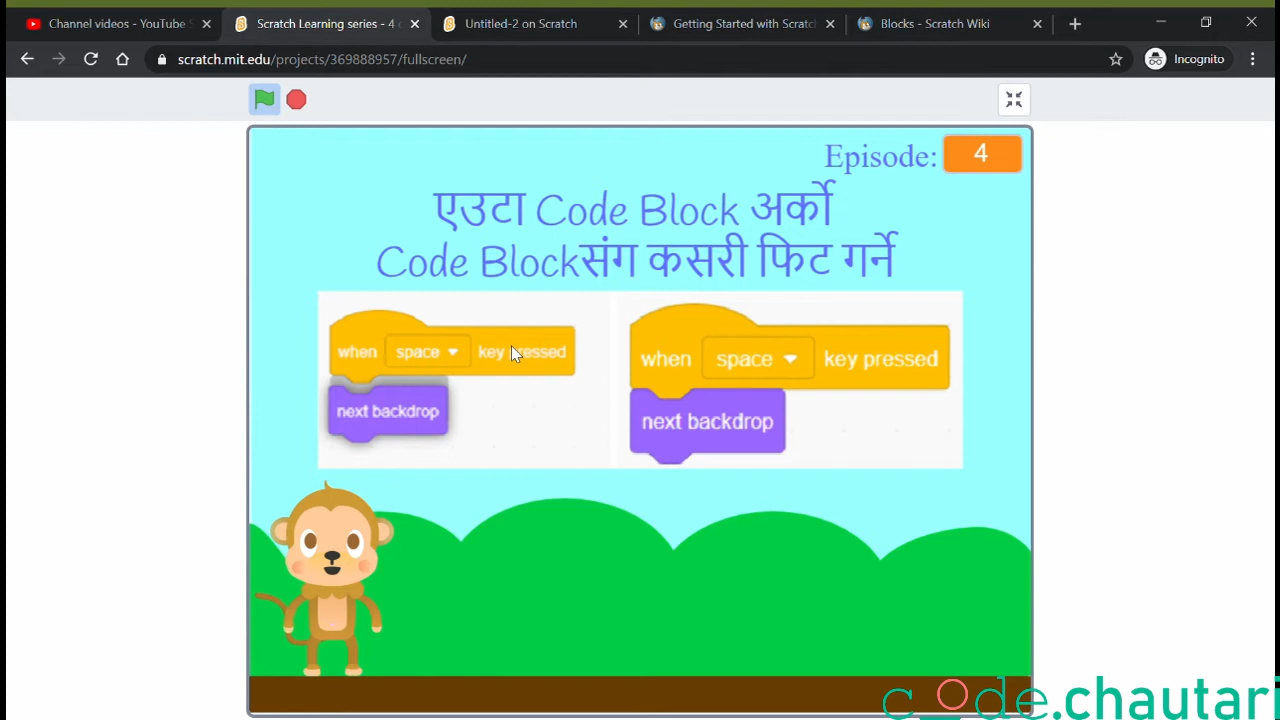 Channel videos - YouTube S
Scratch Learning series - 4
Untitled-2 on Scratch
Getting Started with Scratc
Blocks - Scratch Wiki
scratch.mit.edu/projects/369888957/fullscreen/
Incognito
Episode: 4
एउटा Code Block अर्को
Code Blockसंग कसरी फिट गर्ने
when space key pressed
next backdrop
when space key pressed
next backdrop
code.chautari